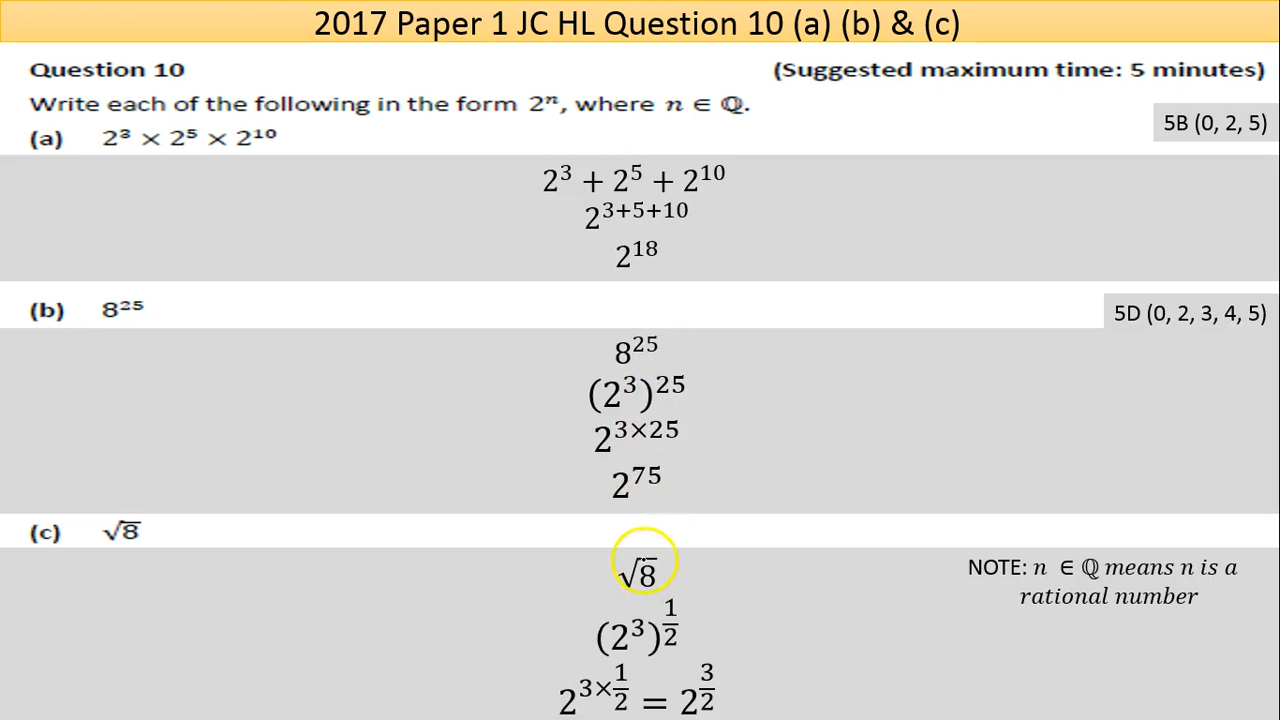 2017 Paper 1 JC HL Question 10 (a) (b) & (c)
Question 10 (Suggested maximum time: 5 minutes)
Write each of the following in the form 2ⁿ, where n ∈ ℚ.
5B (0, 2, 5)
(a) 2³ × 2⁵ × 2¹⁰
2³ + 2⁵ + 2¹⁰
2³⁺⁵⁺¹⁰
2¹⁸
(b) 8²⁵
5D (0, 2, 3, 4, 5)
8²⁵
(2³)²⁵
2^{3×25}
2⁷⁵
(c) √8
√8
(2³)^{1/2}
2^{3×1/2} = 2^{3/2}
NOTE: n ∈ ℚ means n is a
rational number